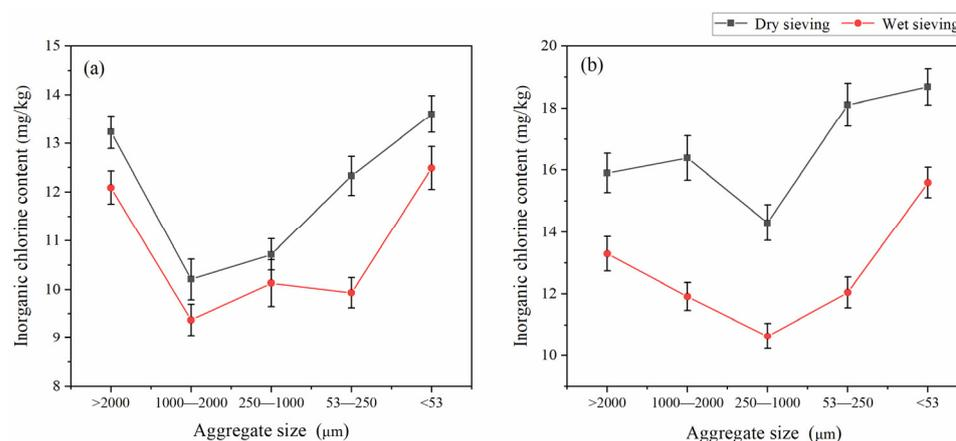 Dry sieving Wet sieving
(a)
Inorganic chlorine content (mg/kg)
15
14
13
12
11
10
9
8
>2000 1000—2000 250—1000 53—250 <53
Aggregate size (μm)
(b)
Inorganic chlorine content (mg/kg)
20
18
16
14
12
10
>2000 1000—2000 250—1000 53—250 <53
Aggregate size (μm)